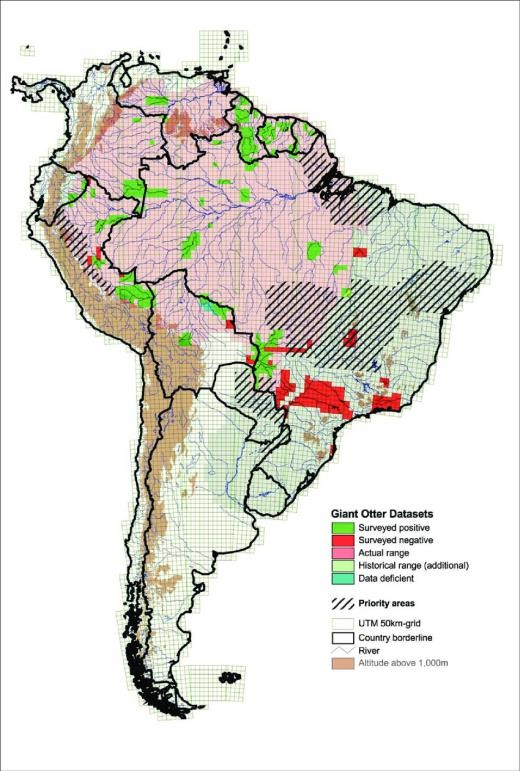 Giant Otter Datasets
Surveyed positive
Surveyed negative
Actual range
Historical range (additional)
Data deficient
Priority areas
UTM 50km-grid
Country borderline
River
Altitude above 1,000m